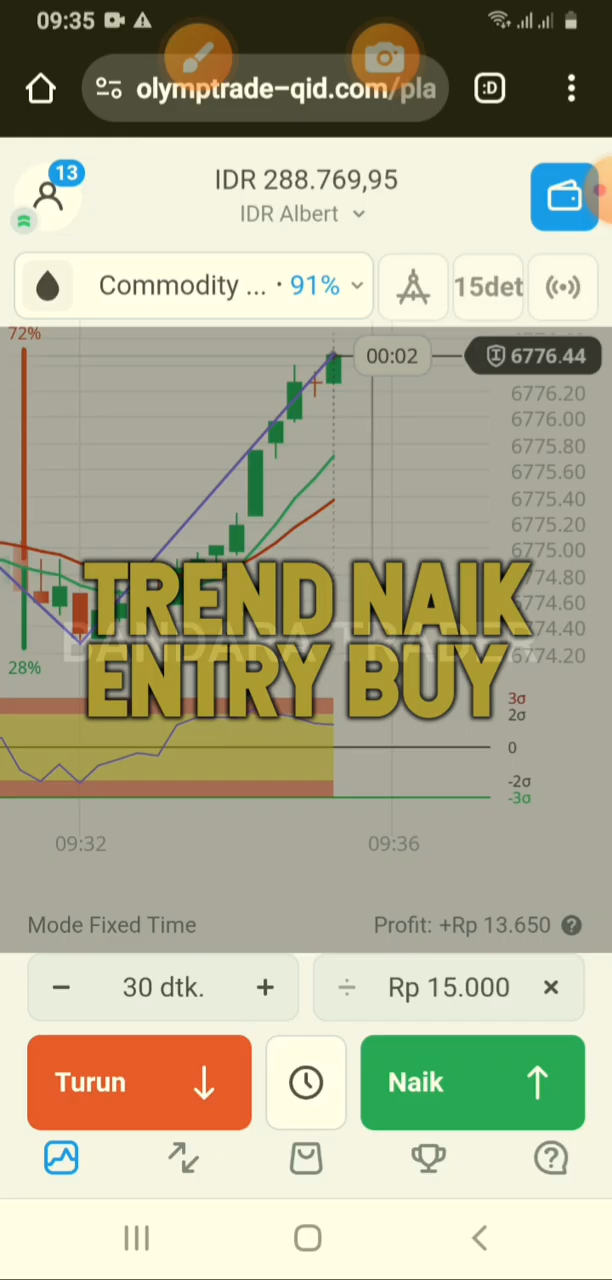 09:35
olymptrade-qid.com/pla
:D
13
IDR 288.769,95
IDR Albert
Commodity ... · 91%
15det
72%
00:02
6776.44
6776.20
6776.00
6775.80
6775.60
6775.40
6775.20
6775.00
6774.80
6774.60
6774.40
6774.20
TREND NAIK
DANDARA TRADER
ENTRY BUY
28%
3σ
2σ
0
-2σ
-3σ
09:32
09:36
Mode Fixed Time
Profit: +Rp 13.650 ?
− 30 dtk. +
÷ Rp 15.000 ×
Turun ↓
Naik ↑